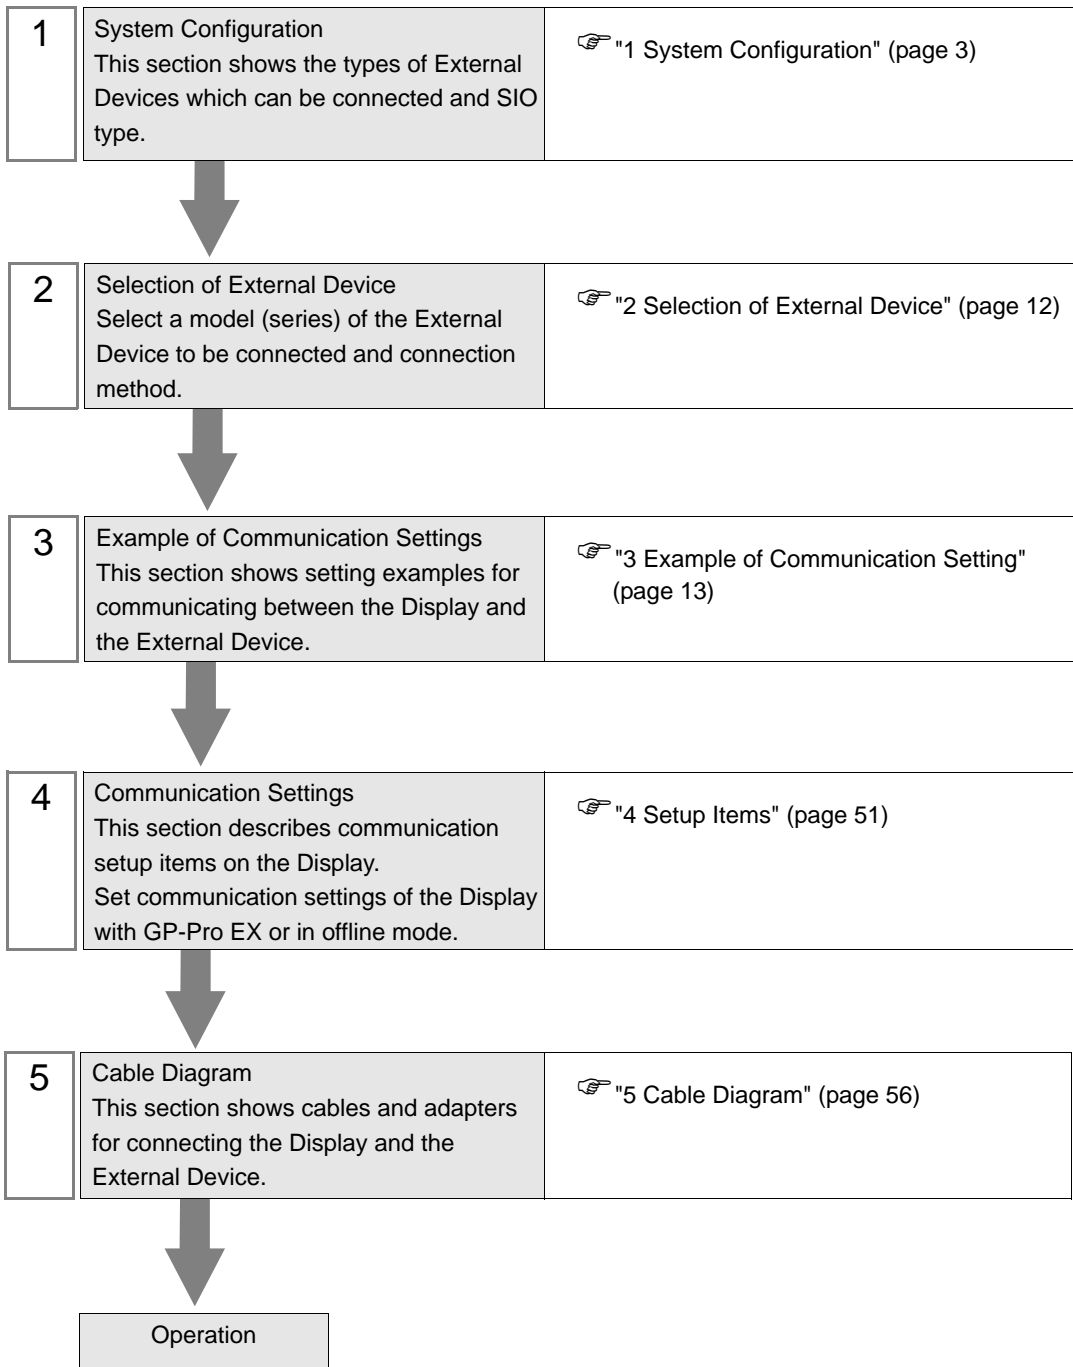 1
System Configuration
This section shows the types of External
Devices which can be connected and SIO
type.
"1 System Configuration" (page 3)
2
Selection of External Device
Select a model (series) of the External
Device to be connected and connection
method.
"2 Selection of External Device" (page 12)
3
Example of Communication Settings
This section shows setting examples for
communicating between the Display and
the External Device.
"3 Example of Communication Setting"
(page 13)
4
Communication Settings
This section describes communication
setup items on the Display.
Set communication settings of the Display
with GP-Pro EX or in offline mode.
"4 Setup Items" (page 51)
5
Cable Diagram
This section shows cables and adapters
for connecting the Display and the
External Device.
"5 Cable Diagram" (page 56)
Operation